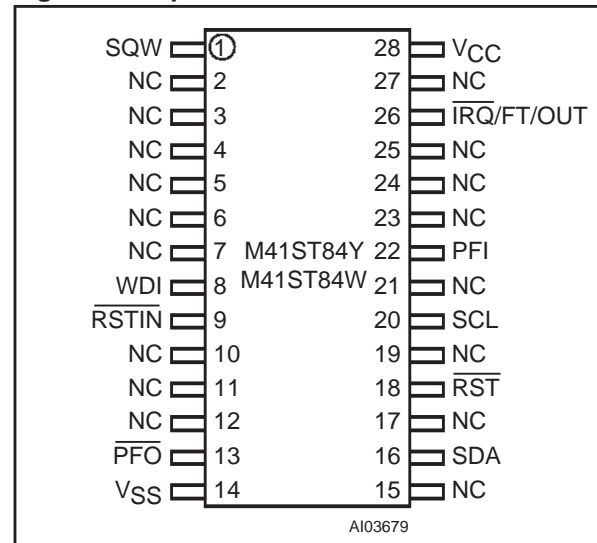 SQW 1 28 VCC
NC 2 27 NC
NC 3 26 IRQ/FT/OUT
NC 4 25 NC
NC 5 24 NC
NC 6 23 NC
NC 7 M41ST84Y 22 PFI
WDI 8 M41ST84W 21 NC
RSTIN 9 20 SCL
NC 10 19 NC
NC 11 18 RST
NC 12 17 NC
PFO 13 16 SDA
VSS 14 15 NC
AI03679